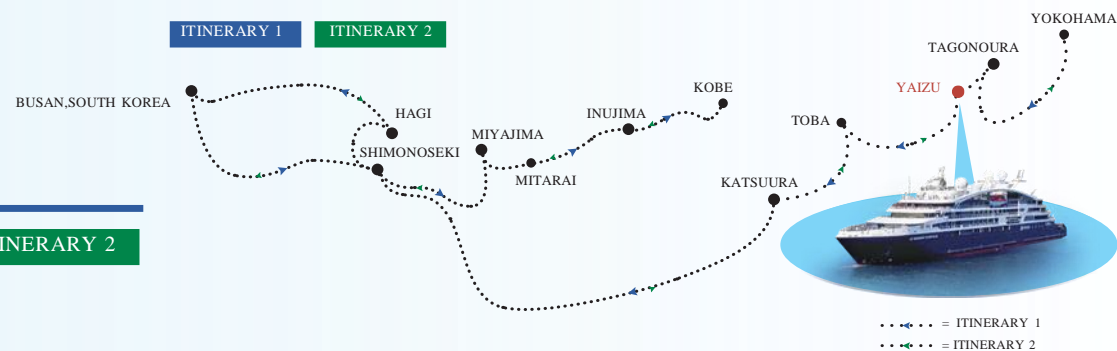 ITINERARY 1
ITINERARY 2
YOKOHAMA
TAGONOURA
YAIZU
KOBE
BUSAN,SOUTH KOREA
HAGI
INUJIMA
TOBA
MIYAJIMA
SHIMONOSEKI
MITARAI
KATSUURA
INERARY 2
= ITINERARY 1
= ITINERARY 2